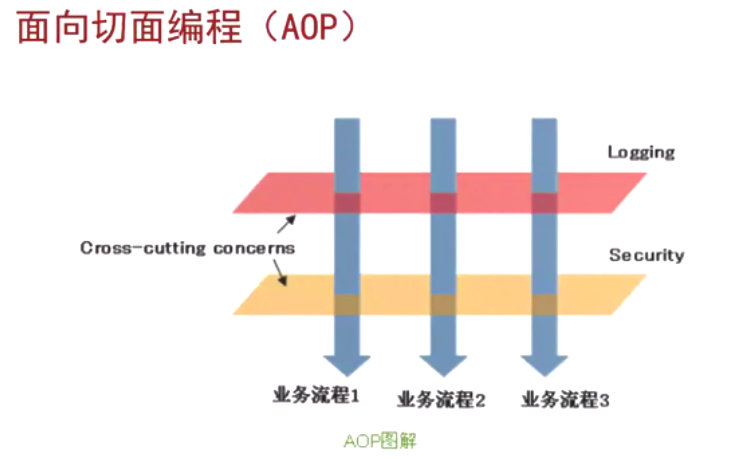 面向切面编程（AOP）
Logging
Cross-cutting concerns
Security
业务流程1
业务流程2
业务流程3
AOP图解